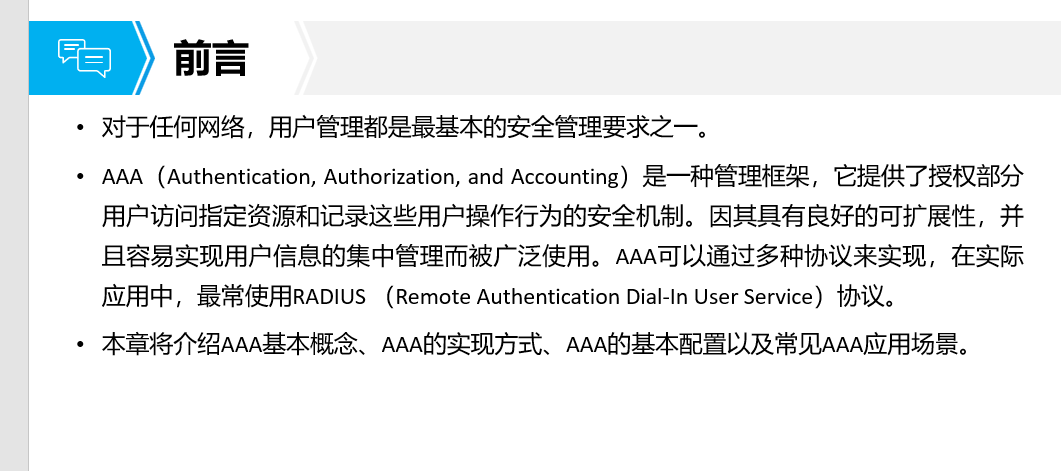 前言
• 对于任何网络，用户管理都是最基本的安全管理要求之一。
• AAA（Authentication, Authorization, and Accounting）是一种管理框架，它提供了授权部分
用户访问指定资源和记录这些用户操作行为的安全机制。因其具有良好的可扩展性，并
且容易实现用户信息的集中管理而被广泛使用。AAA可以通过多种协议来实现，在实际
应用中，最常使用RADIUS （Remote Authentication Dial-In User Service）协议。
• 本章将介绍AAA基本概念、AAA的实现方式、AAA的基本配置以及常见AAA应用场景。